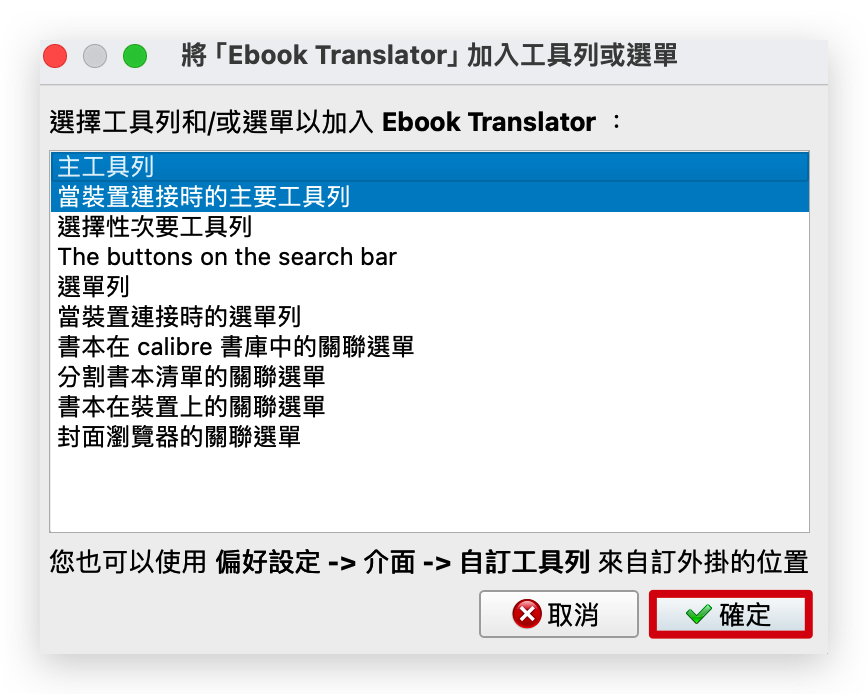 將「Ebook Translator」加入工具列或選單
選擇工具列和/或選單以加入 Ebook Translator ：
主工具列
當裝置連接時的主要工具列
選擇性次要工具列
The buttons on the search bar
選單列
當裝置連接時的選單列
書本在 calibre 書庫中的關聯選單
分割書本清單的關聯選單
書本在裝置上的關聯選單
封面瀏覽器的關聯選單
您也可以使用 偏好設定 -> 介面 -> 自訂工具列 來自訂外掛的位置
取消
確定